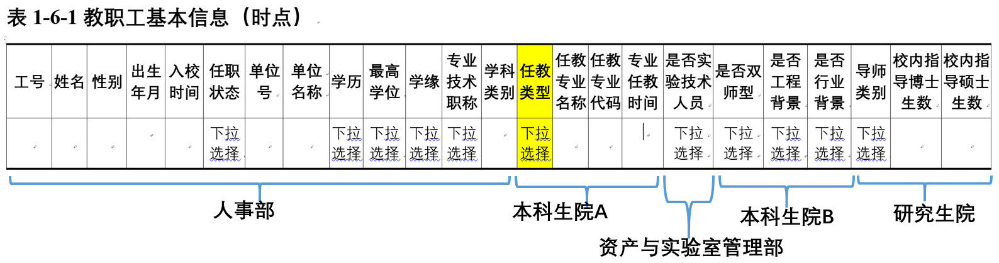 表 1-6-1 教职工基本信息（时点）
工号
姓名
性别
出生
年月
入校
时间
任职
状态
单位
号
单位
名称
学历
最高
学位
学缘
专业
技术
职称
学科
类别
任教
类型
任教
专业
名称
任教
专业
代码
专业
任教
时间
是否实
验技术
人员
是否双
师型
是否
工程
背景
是否
行业
背景
导师
类别
校内指
导博士
生数
校内指
导硕士
生数
下拉
选择
下拉
选择
下拉
选择
下拉
选择
下拉
选择
下拉
选择
下拉
选择
下拉
选择
下拉
选择
下拉
选择
下拉
选择
人事部
本科生院A
资产与实验室管理部
本科生院B
研究生院